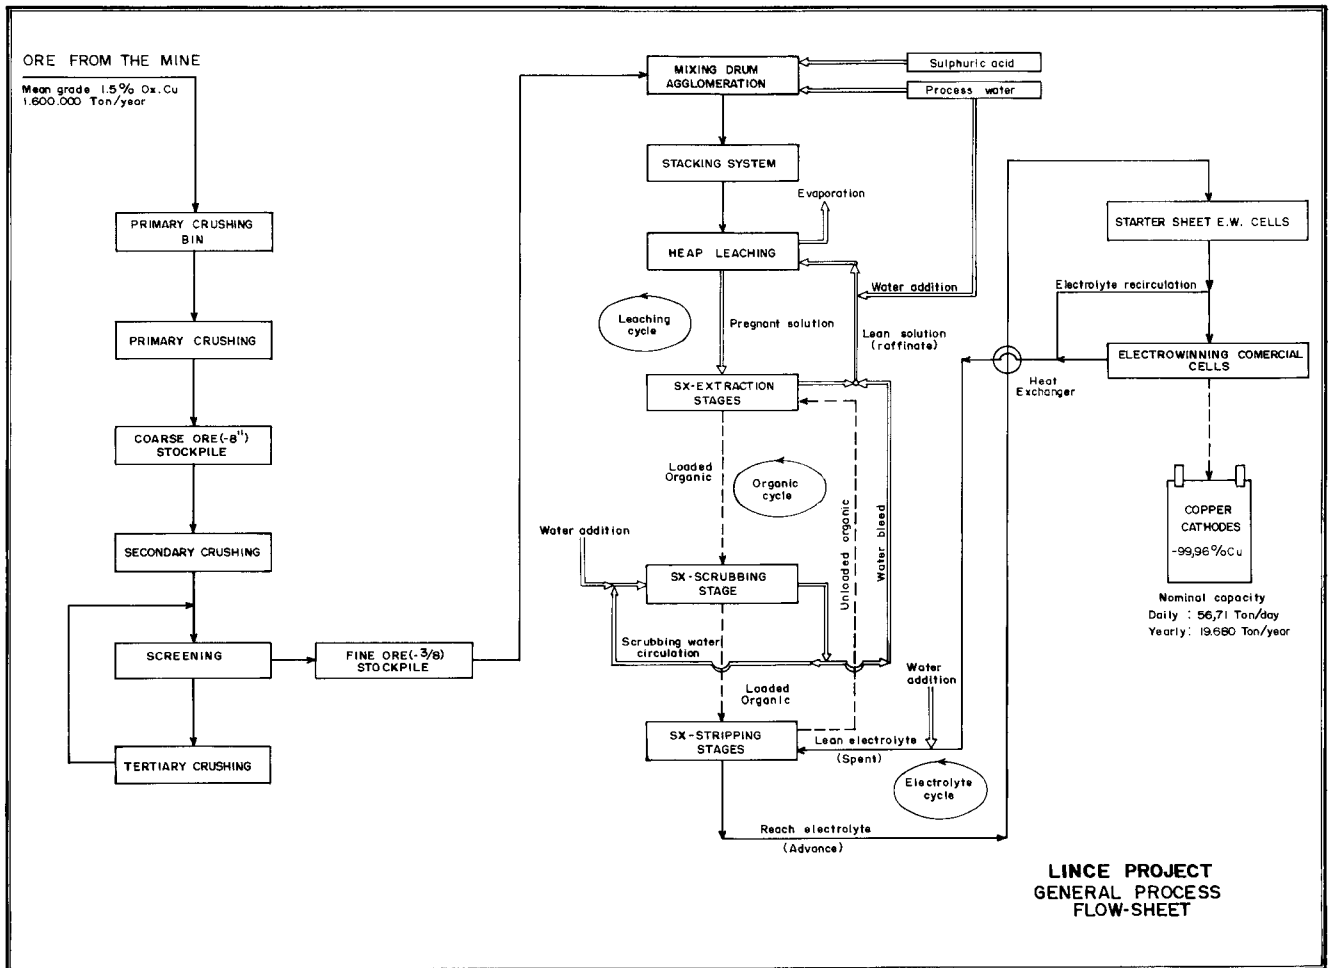 ORE FROM THE MINE
Mean grade 1.5% Ox.Cu
1.600.000 Ton/year
PRIMARY CRUSHING
BIN
PRIMARY CRUSHING
COARSE ORE(-8")
STOCKPILE
SECONDARY CRUSHING
SCREENING
TERTIARY CRUSHING
FINE ORE(-3/8)
STOCKPILE
MIXING DRUM
AGGLOMERATION
Sulphuric acid
Process water
STACKING SYSTEM
Evaporation
HEAP LEACHING
Water addition
Leaching
cycle
Pregnant solution
Lean solution
(raffinate)
SX-EXTRACTION
STAGES
Loaded
Organic
Organic
cycle
Unloaded organic
Water bleed
Water addition
SX-SCRUBBING
STAGE
Scrubbing water
circulation
Loaded
Organic
Water
addition
SX-STRIPPING
STAGES
Lean electrolyte
(Spent)
Electrolyte
cycle
Reach electrolyte
(Advance)
STARTER SHEET E.W. CELLS
Electrolyte recirculation
ELECTROWINNING COMERCIAL
CELLS
Heat
Exchanger
COPPER
CATHODES
-99,96%Cu
Nominal capacity
Daily : 56,71 Ton/day
Yearly: 19.680 Ton/year
LINCE PROJECT
GENERAL PROCESS
FLOW-SHEET